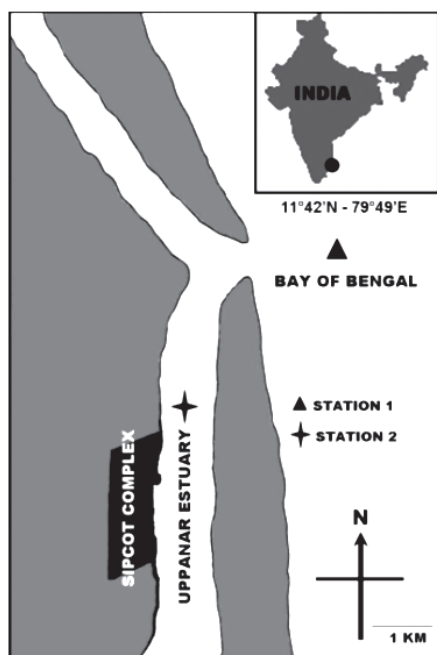 INDIA
11°42'N - 79°49'E
BAY OF BENGAL
STATION 1
STATION 2
SIPCOT COMPLEX
UPPANAR ESTUARY
N
1 KM